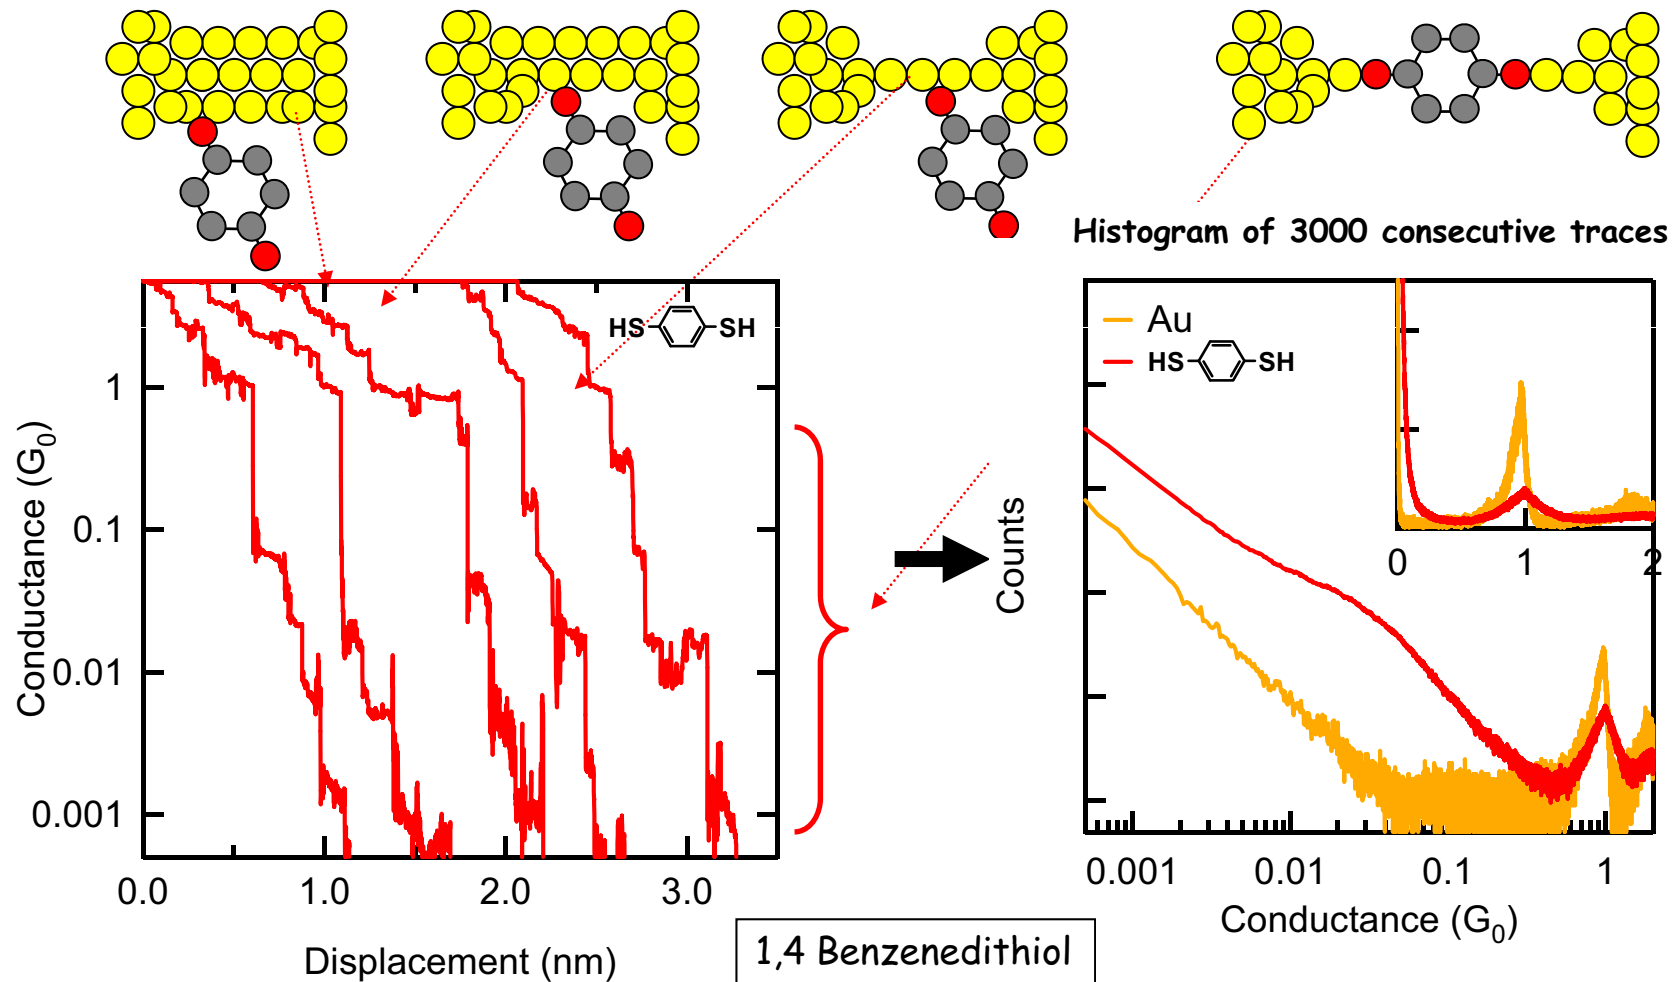 Histogram of 3000 consecutive traces
HS SH
Conductance (G0)
1
0.1
0.01
0.001
0.0 1.0 2.0 3.0
Displacement (nm)
1,4 Benzenedithiol
Au
HS SH
Counts
0 1 2
0.001 0.01 0.1 1
Conductance (G0)